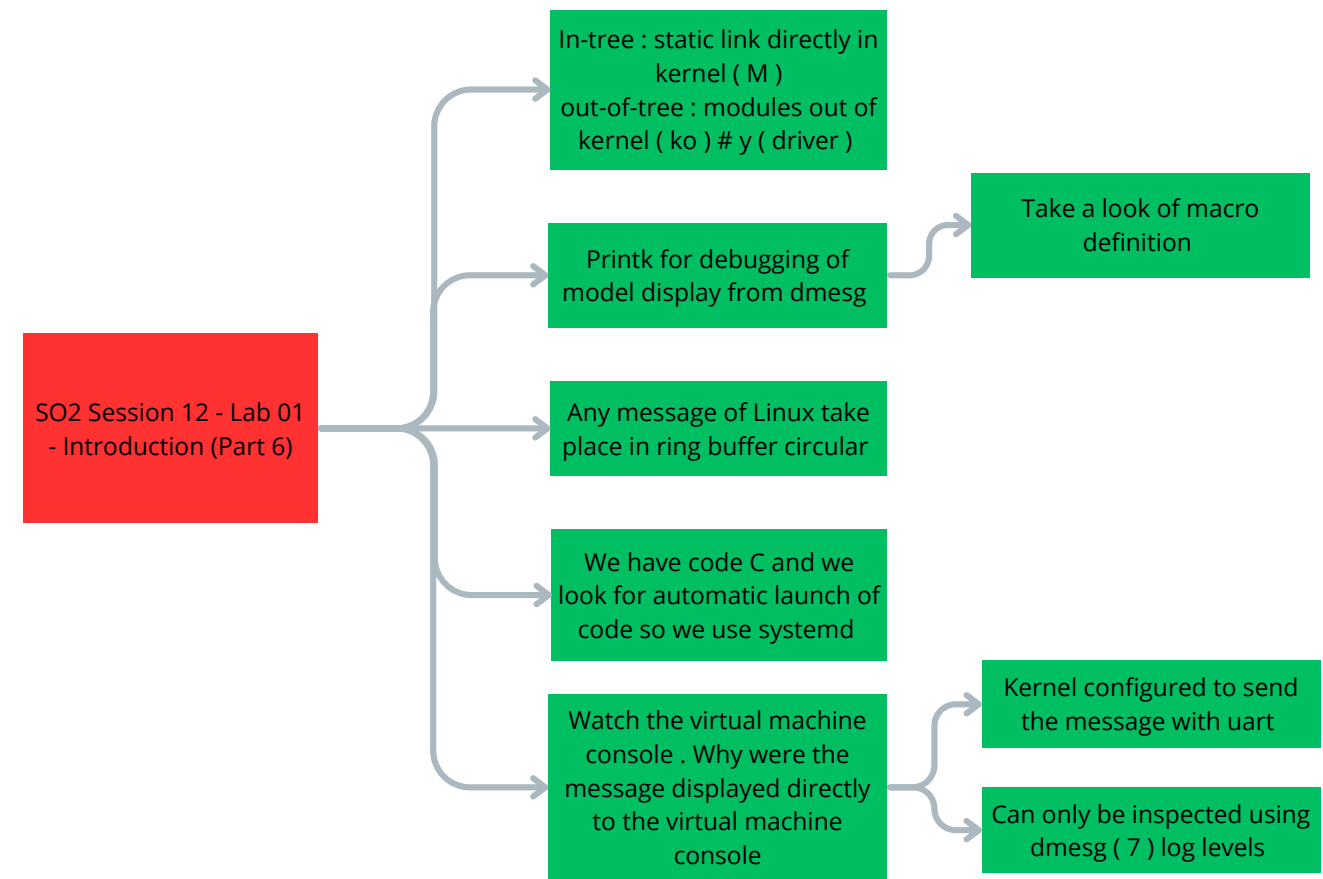 SO2 Session 12 - Lab 01
- Introduction (Part 6)
In-tree : static link directly in
kernel ( M )
out-of-tree : modules out of
kernel ( ko ) # y ( driver )
Printk for debugging of
model display from dmesg
Take a look of macro
definition
Any message of Linux take
place in ring buffer circular
We have code C and we
look for automatic launch of
code so we use systemd
Watch the virtual machine
console . Why were the
message displayed directly
to the virtual machine
console
Kernel configured to send
the message with uart
Can only be inspected using
dmesg ( 7 ) log levels